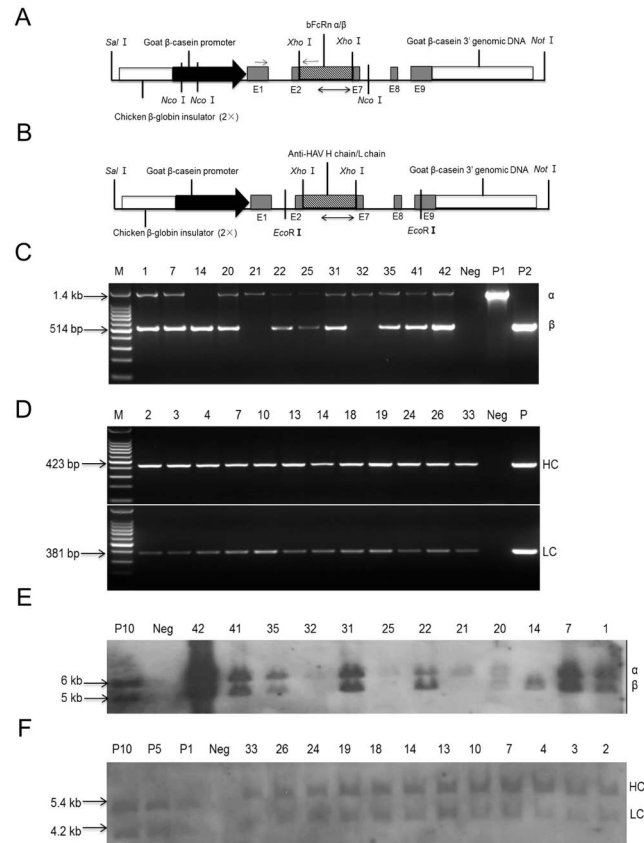 A
bFcRn α/β
Sal Ⅰ
Goat β-casein promoter
Xho Ⅰ
Xho Ⅰ
Goat β-casein 3' genomic DNA
Not Ⅰ
E1
E2
E7
E8
E9
Nco Ⅰ
Nco Ⅰ
Nco Ⅰ
Chicken β-globin insulator (2×)
B
Anti-HAV H chain/L chain
Sal Ⅰ
Goat β-casein promoter
Xho Ⅰ
Xho Ⅰ
Goat β-casein 3' genomic DNA
Not Ⅰ
E1
E2
E7
E8
E9
Chicken β-globin insulator (2×)
EcoR Ⅰ
EcoR Ⅰ
C
M 1 7 14 20 21 22 25 31 32 35 41 42 Neg P1 P2
1.4 kb
α
514 bp
β
D
M 2 3 4 7 10 13 14 18 19 24 26 33 Neg P
423 bp
HC
381 bp
LC
E
P10 Neg 42 41 35 32 31 25 22 21 20 14 7 1
α
6 kb
β
5 kb
F
P10 P5 P1 Neg 33 26 24 19 18 14 13 10 7 4 3 2
HC
5.4 kb
LC
4.2 kb